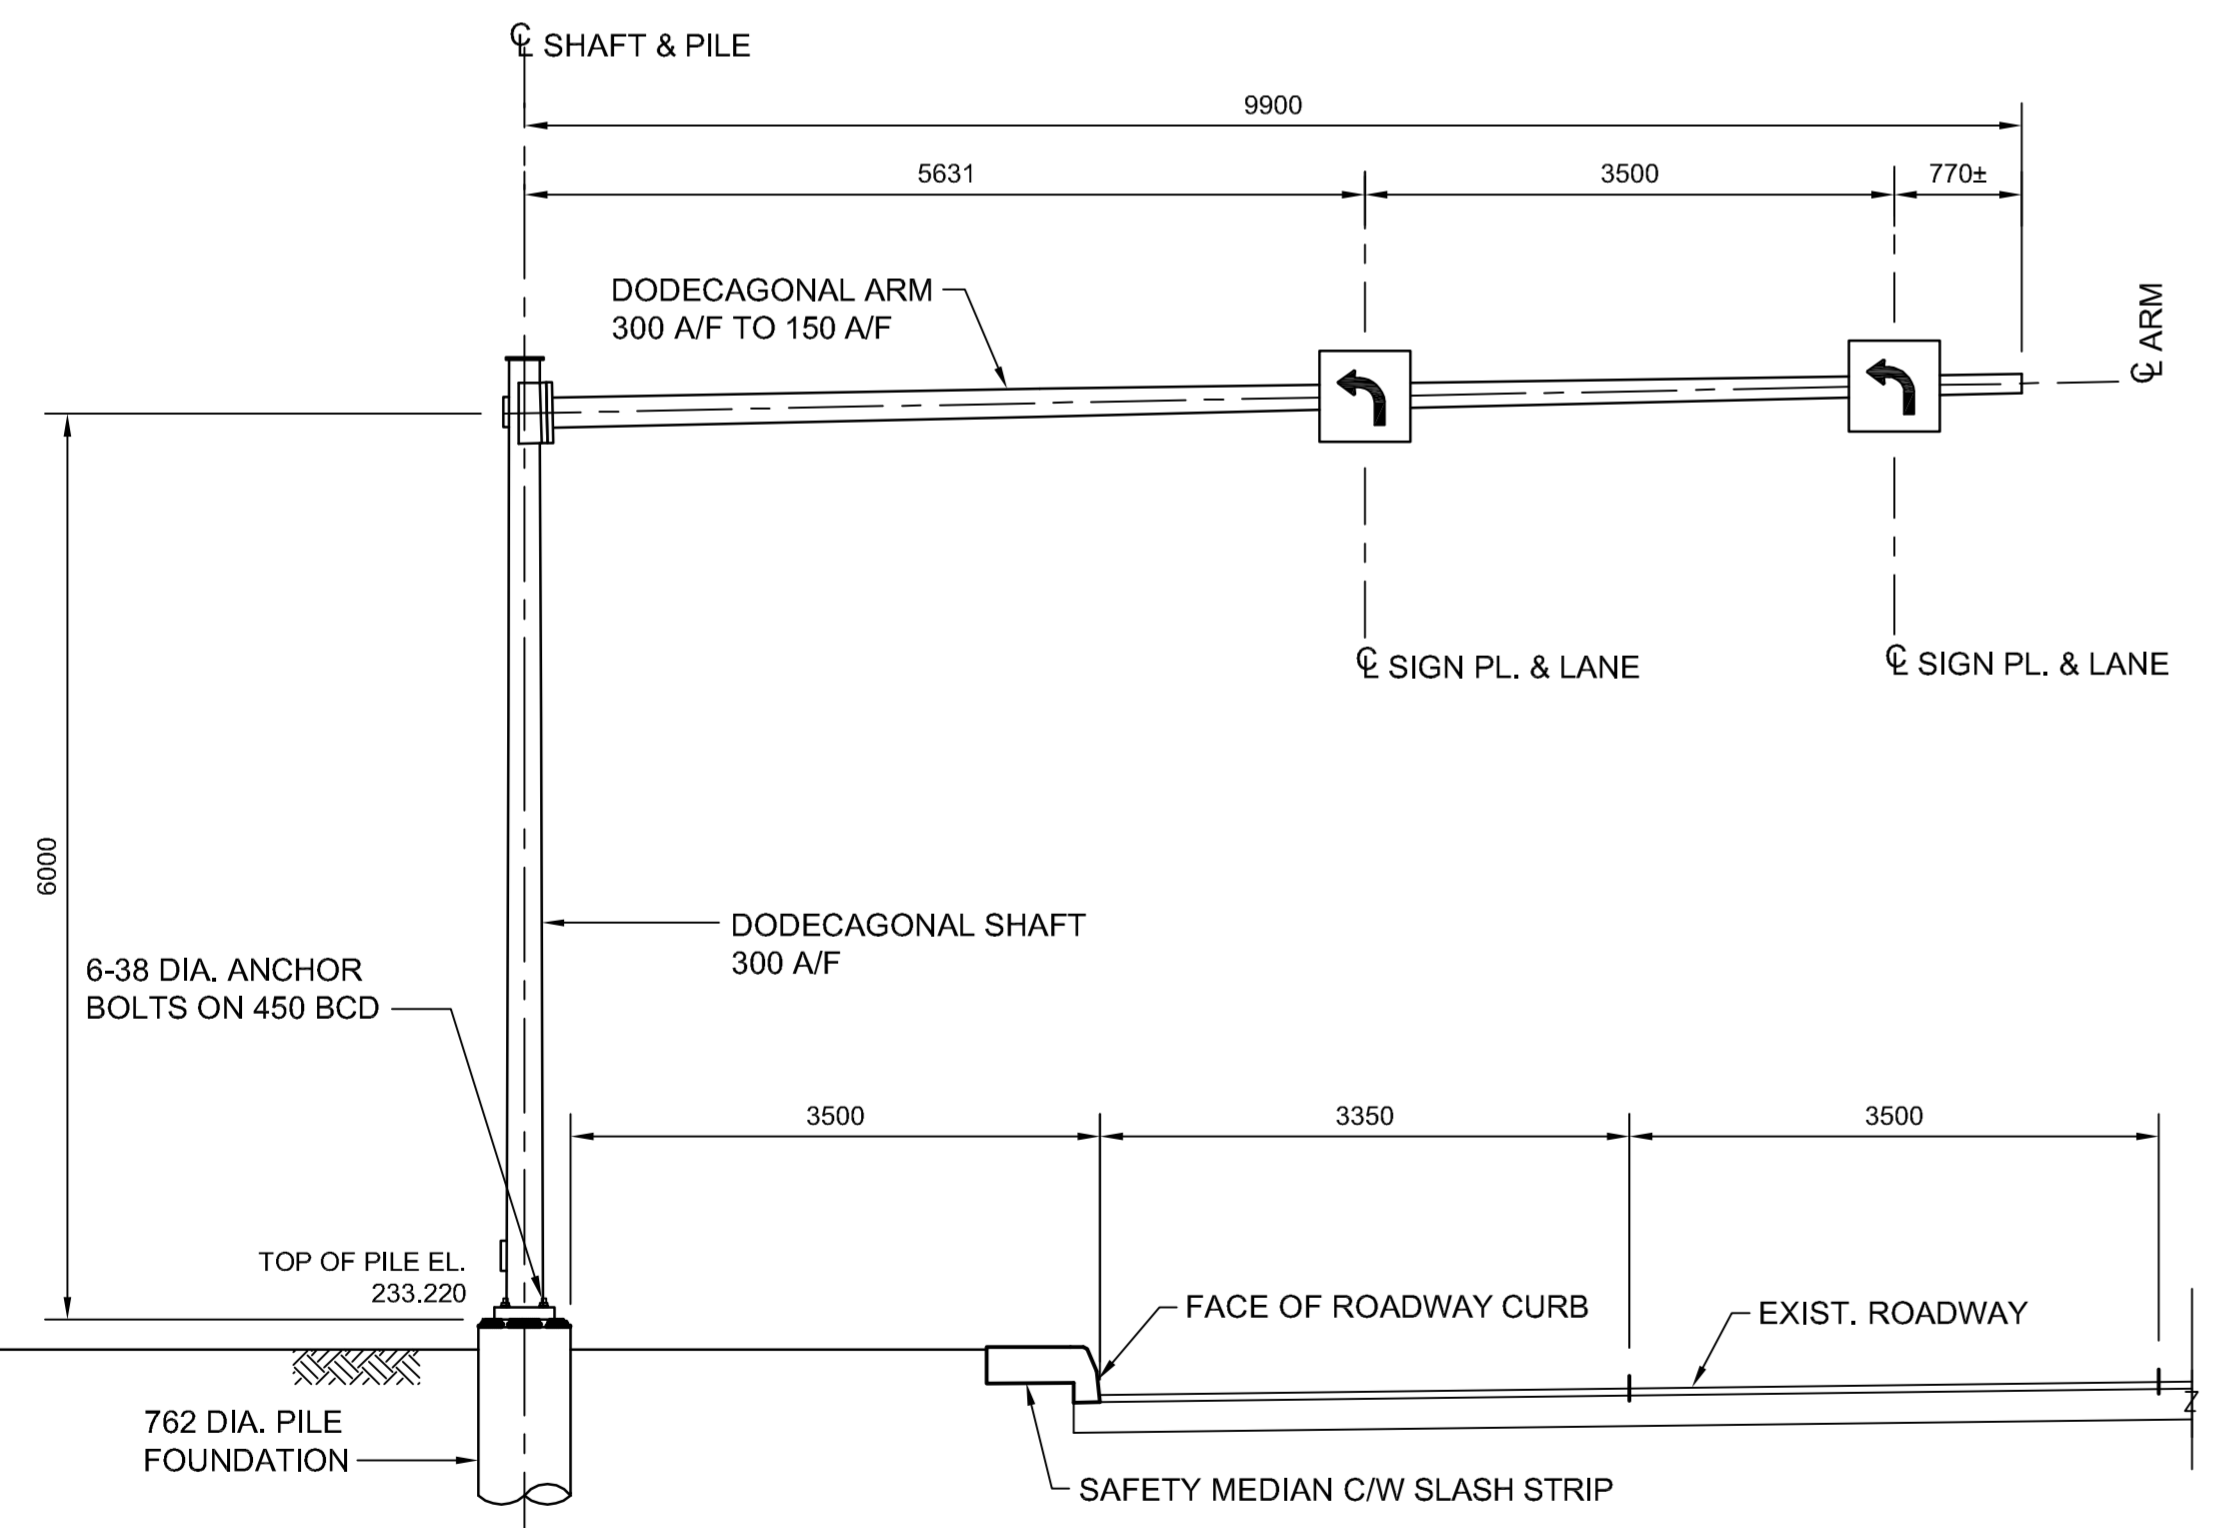 ℄ SHAFT & PILE
9900
5631
3500
770±
DODECAGONAL ARM
300 A/F TO 150 A/F
℄ ARM
℄ SIGN PL. & LANE
℄ SIGN PL. & LANE
6000
DODECAGONAL SHAFT
300 A/F
6-38 DIA. ANCHOR
BOLTS ON 450 BCD
3500
3350
3500
TOP OF PILE EL.
233.220
FACE OF ROADWAY CURB
EXIST. ROADWAY
762 DIA. PILE
FOUNDATION
SAFETY MEDIAN C/W SLASH STRIP